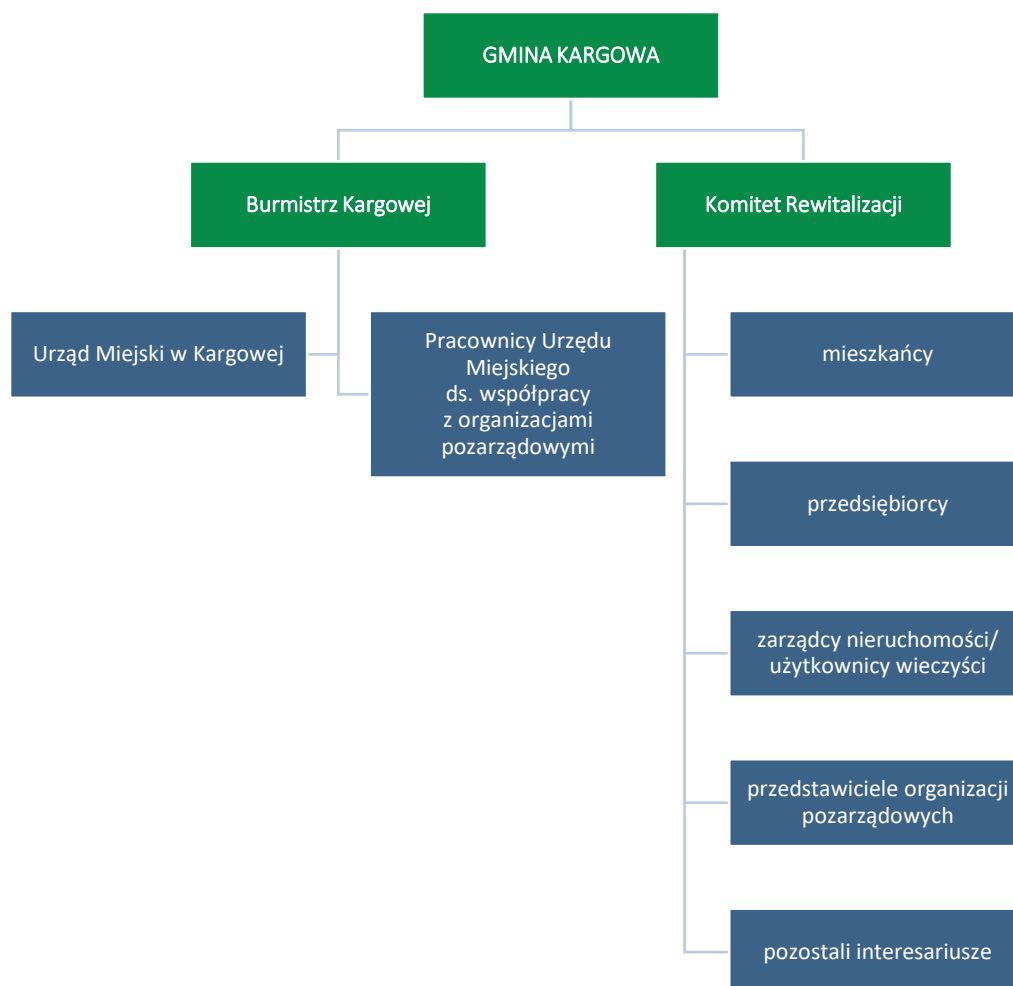 GMINA KARGOWA
Burmistrz Kargowej
Komitet Rewitalizacji
Urząd Miejski w Kargowej
Pracownicy Urzędu
Miejskiego
ds. współpracy
z organizacjami
pozarządowymi
mieszkańcy
przedsiębiorcy
zarządcy nieruchomości/
użytkownicy wieczyści
przedstawiciele organizacji
pozarządowych
pozostali interesariusze